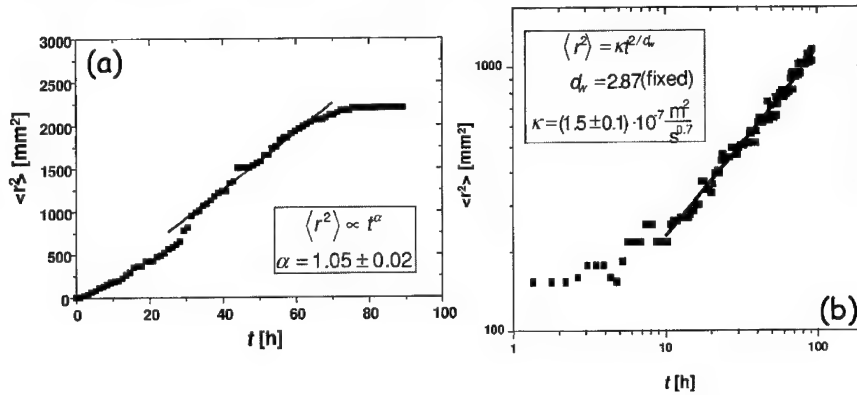 (a)
3000
2500
2000
1500
1000
500
0
<r²> [mm²]
0 20 40 60 80 100
t [h]
⟨r²⟩ ∝ t^α
α = 1.05 ± 0.02
(b)
1000
100
<r²> [mm²]
1 10 100
t [h]
⟨r²⟩ = κt^2/d_w
d_w = 2.87 (fixed)
κ = (1.5 ± 0.1) · 10⁻⁷ m²/s^0.7